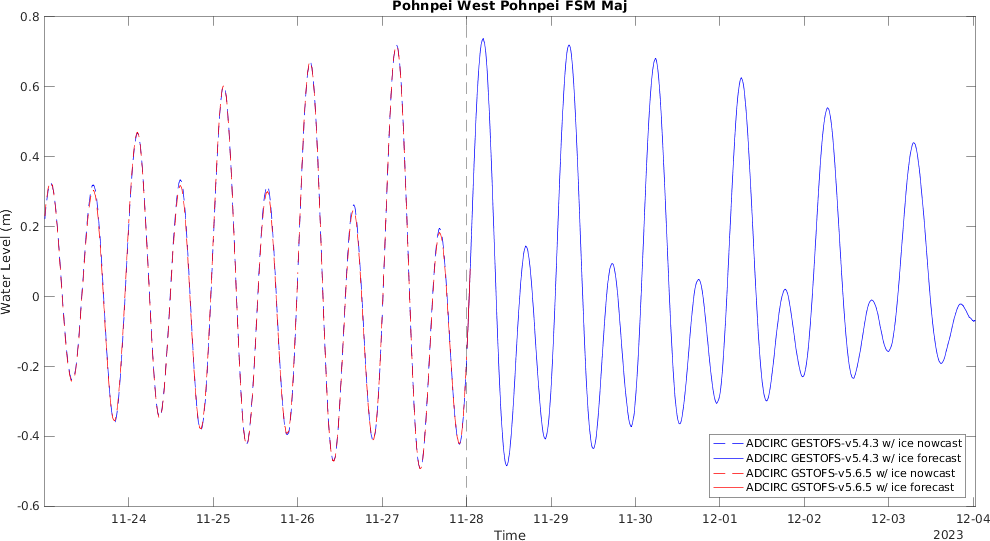 Pohnpei West Pohnpei FSM Maj
0.8
0.6
0.4
0.2
0
-0.2
-0.4
-0.6
Water Level (m)
ADCIRC GESTOFS-v5.4.3 w/ ice nowcast
ADCIRC GESTOFS-v5.4.3 w/ ice forecast
ADCIRC GSTOFS-v5.6.5 w/ ice nowcast
ADCIRC GSTOFS-v5.6.5 w/ ice forecast
11-24 11-25 11-26 11-27 11-28 11-29 11-30 12-01 12-02 12-03 12-04
Time
2023